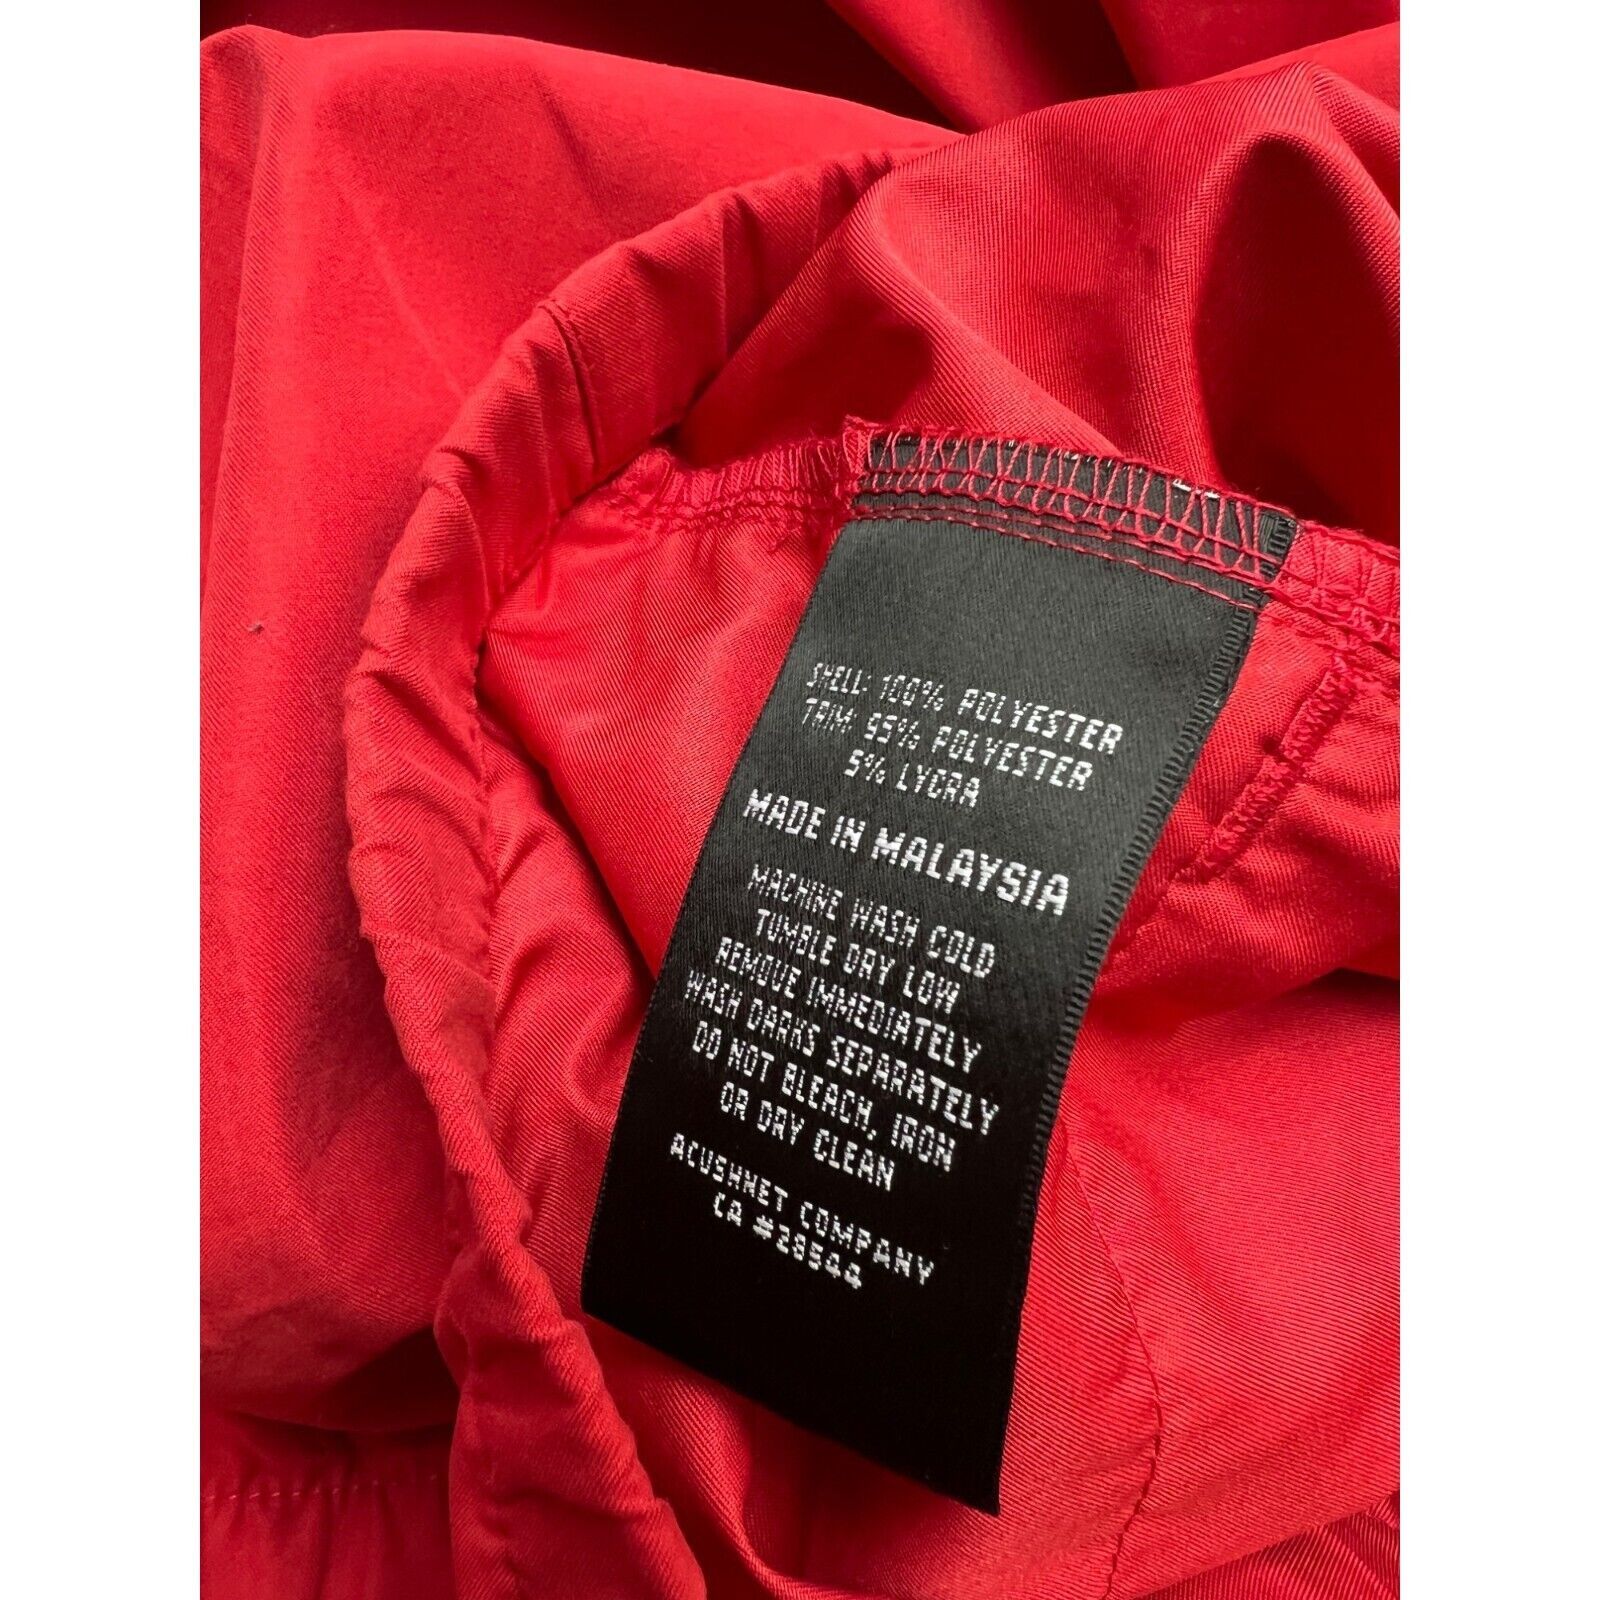 SHELL: 100% POLYESTER
TRIM: 95% POLYESTER
5% LYCRA
MADE IN MALAYSIA
MACHINE WASH COLD
TUMBLE DRY LOW
REMOVE IMMEDIATELY
WASH DARKS SEPARATELY
DO NOT BLEACH, IRON
OR DRY CLEAN
ACUSHNET COMPANY
CA #28544